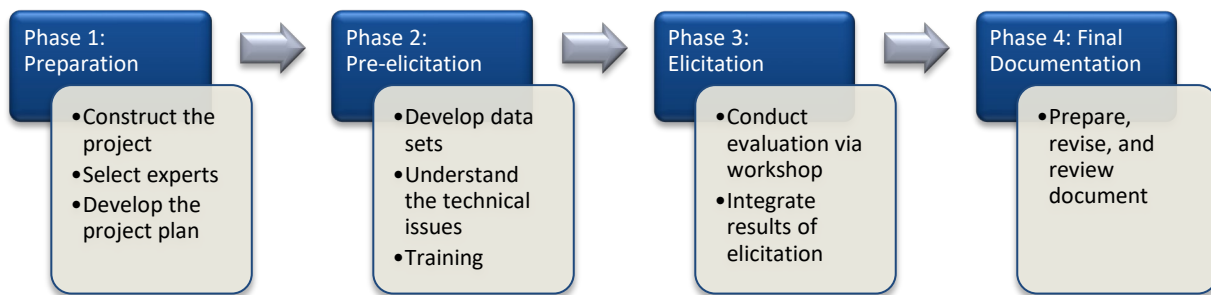 Phase 1:
Preparation
•Construct the
project
•Select experts
•Develop the
project plan
Phase 2:
Pre-elicitation
•Develop data
sets
•Understand
the technical
issues
•Training
Phase 3:
Elicitation
•Conduct
evaluation via
workshop
•Integrate
results of
elicitation
Phase 4: Final
Documentation
•Prepare,
revise, and
review
document